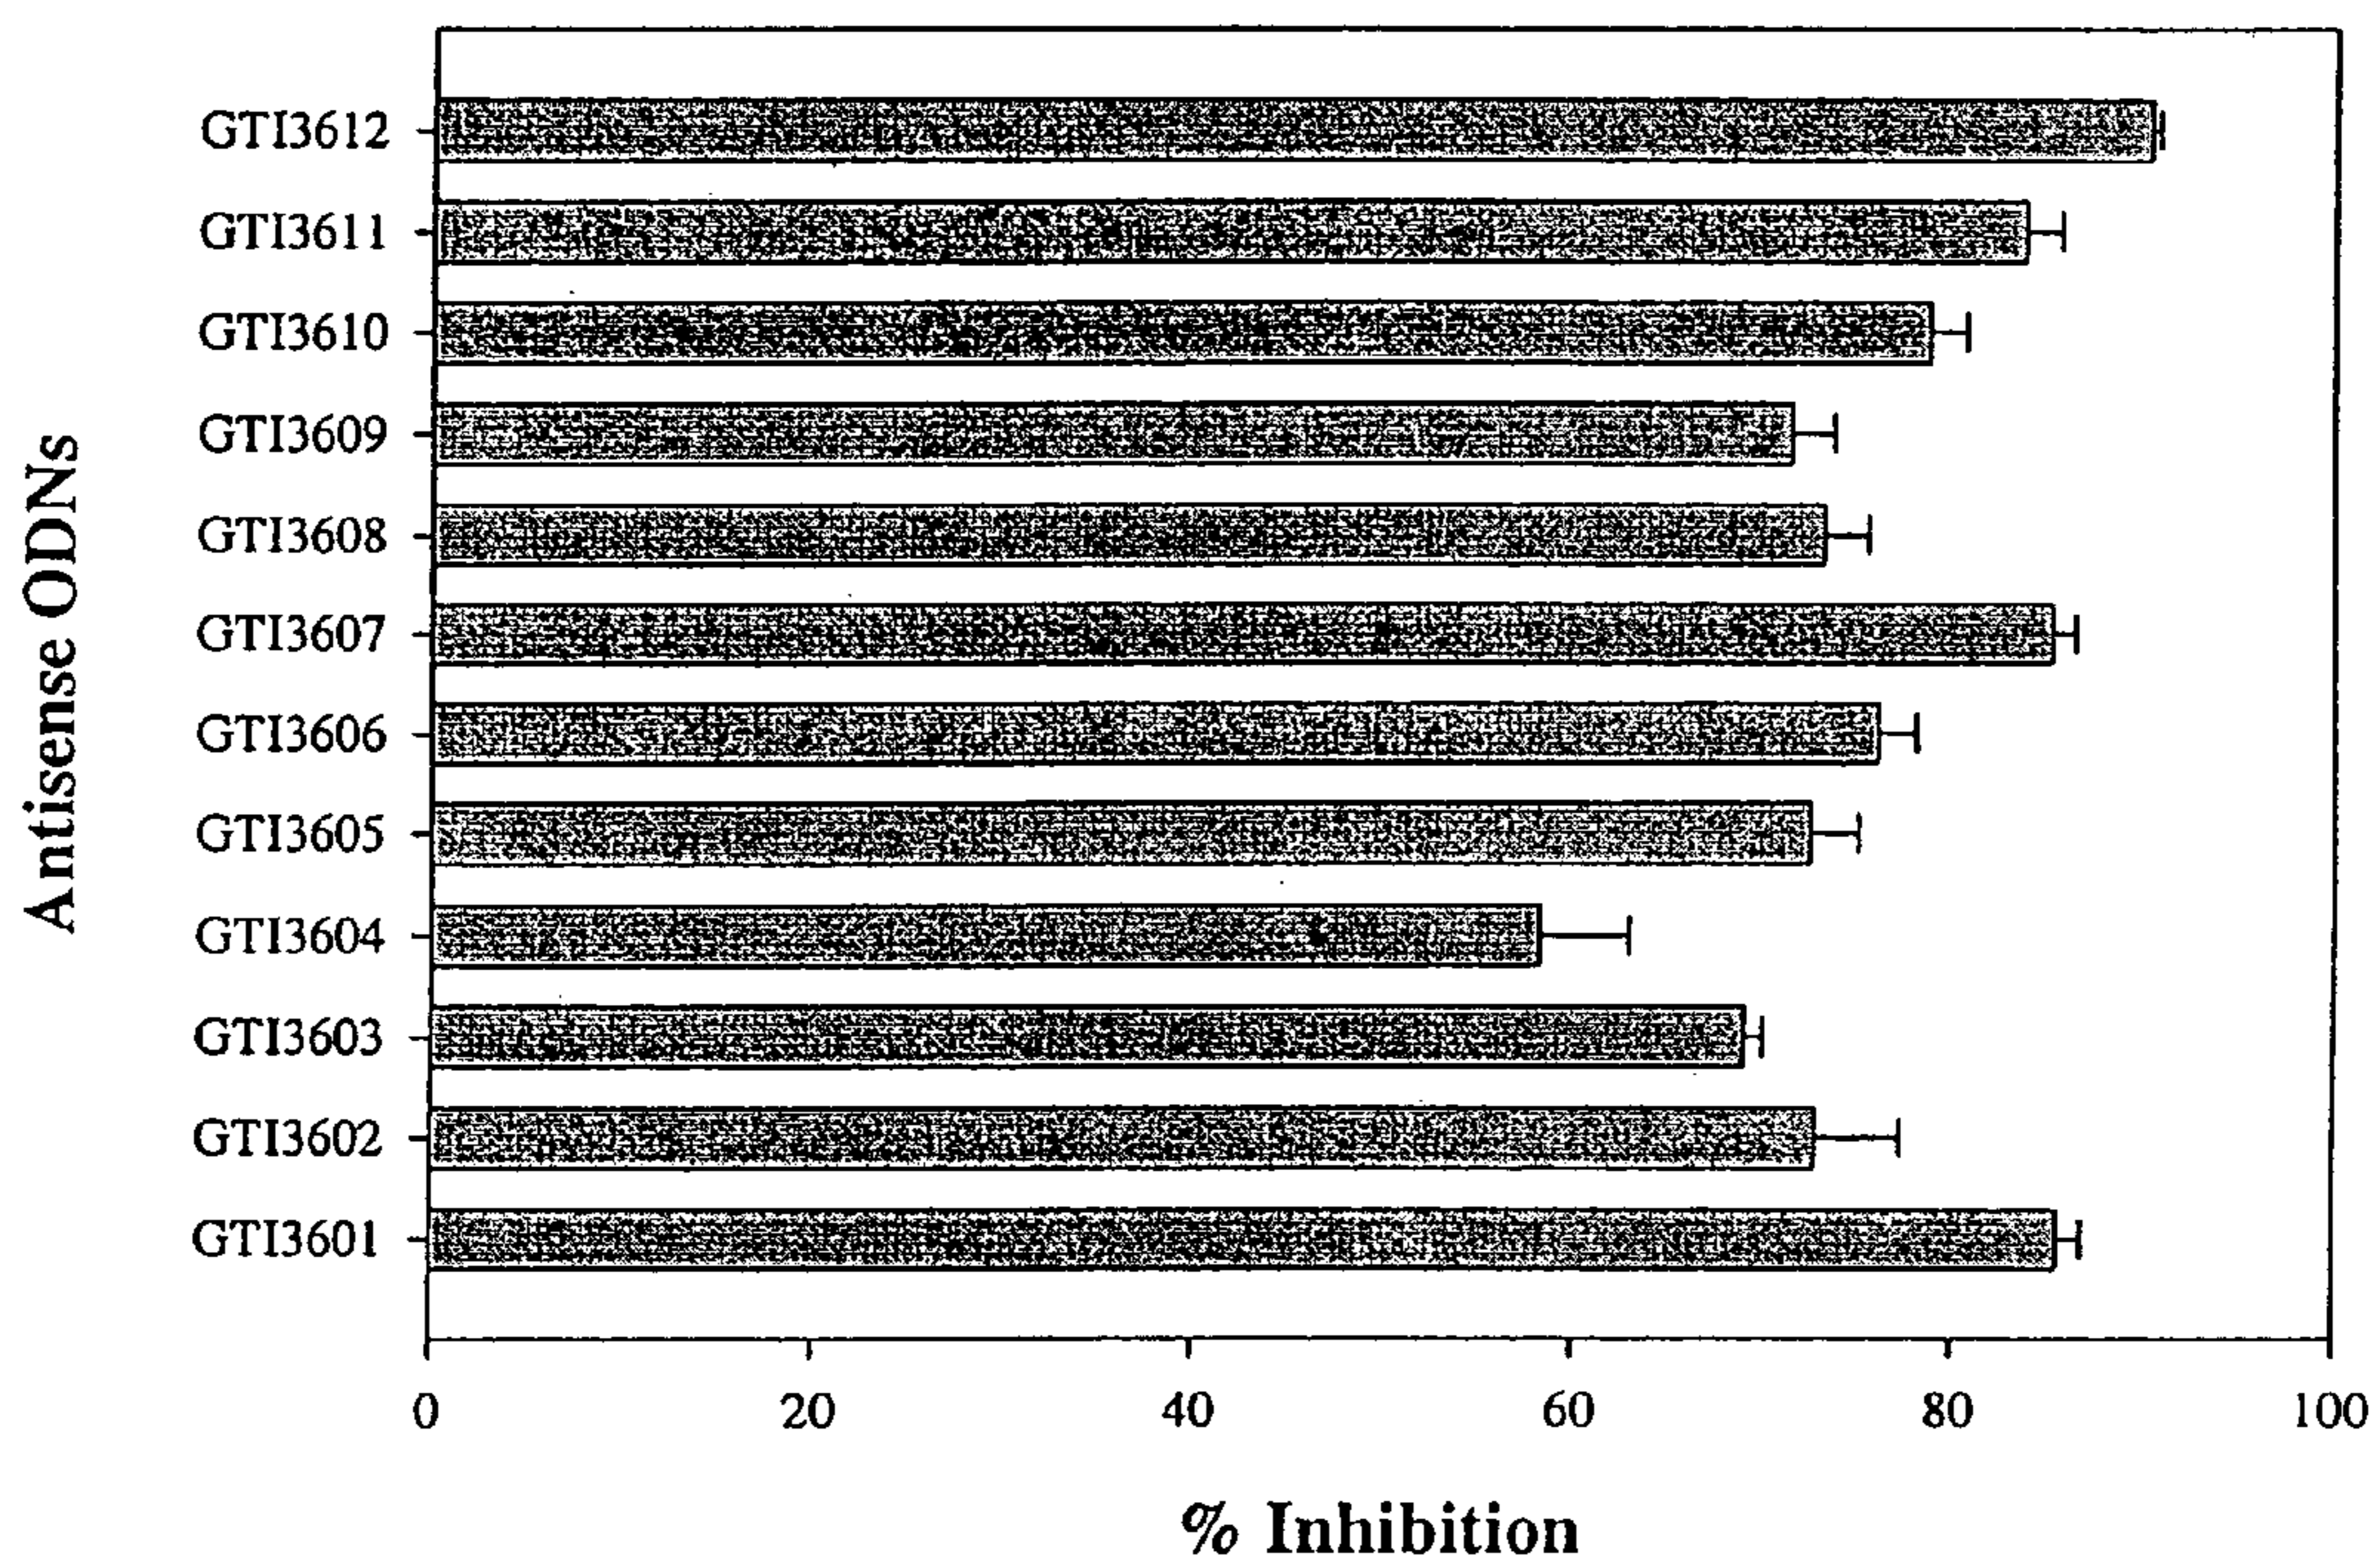 GTI3612
GTI3611
GTI3610
GTI3609
GTI3608
GTI3607
GTI3606
GTI3605
GTI3604
GTI3603
GTI3602
GTI3601
Antisense ODNs
0 20 40 60 80 100
% Inhibition